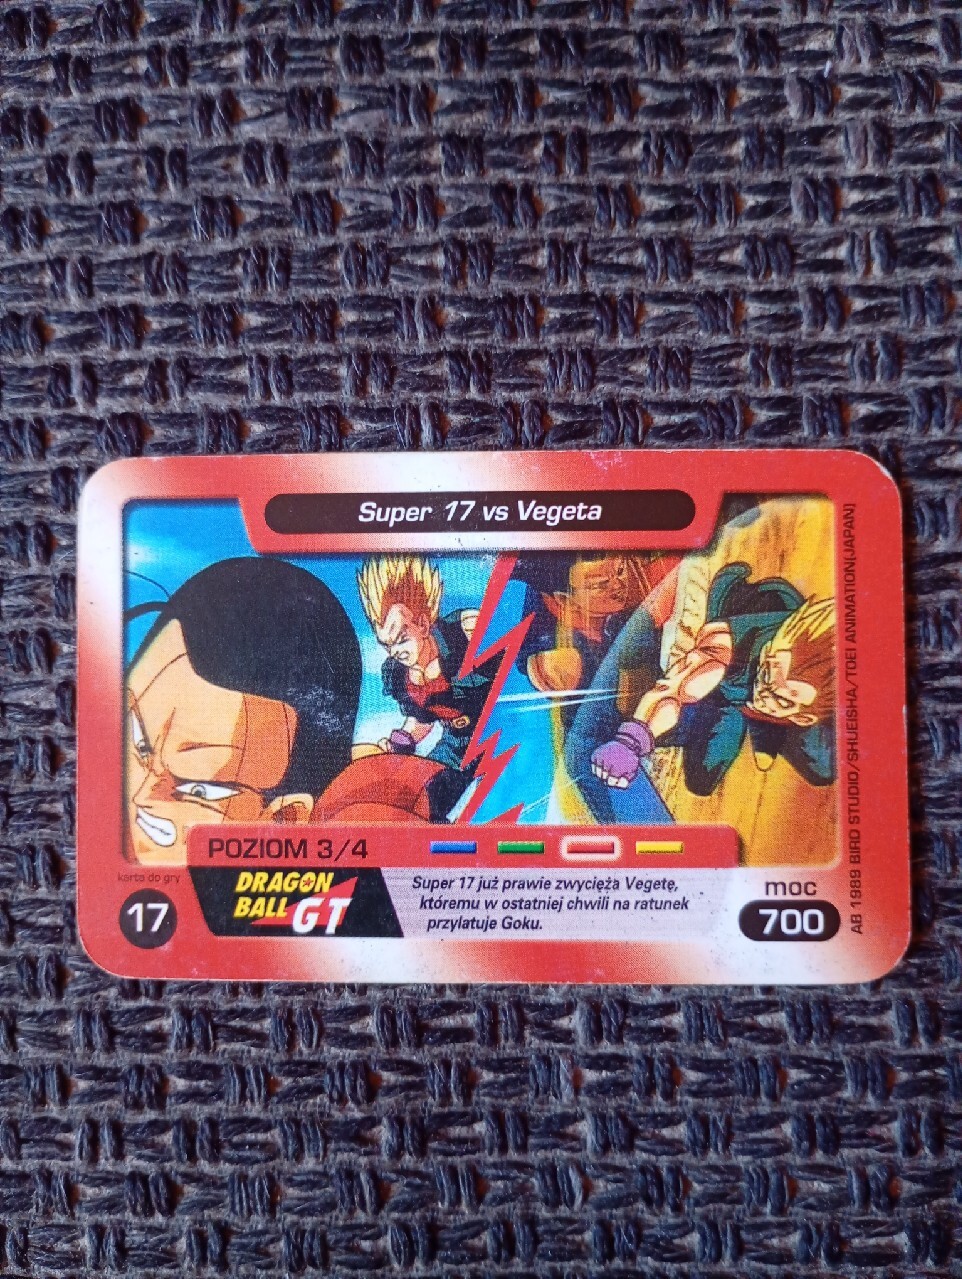 Super 17 vs Vegeta
POZIOM 3/4
karta do gry
17
DRAGON
BALL GT
Super 17 już prawie zwycięża Vegetę,
któremu w ostatniej chwili na ratunek
przylatuje Goku.
moc
700
AB 1989 BIRD STUDIO/SHUEISHA/TOEI ANIMATION[JAPAN]